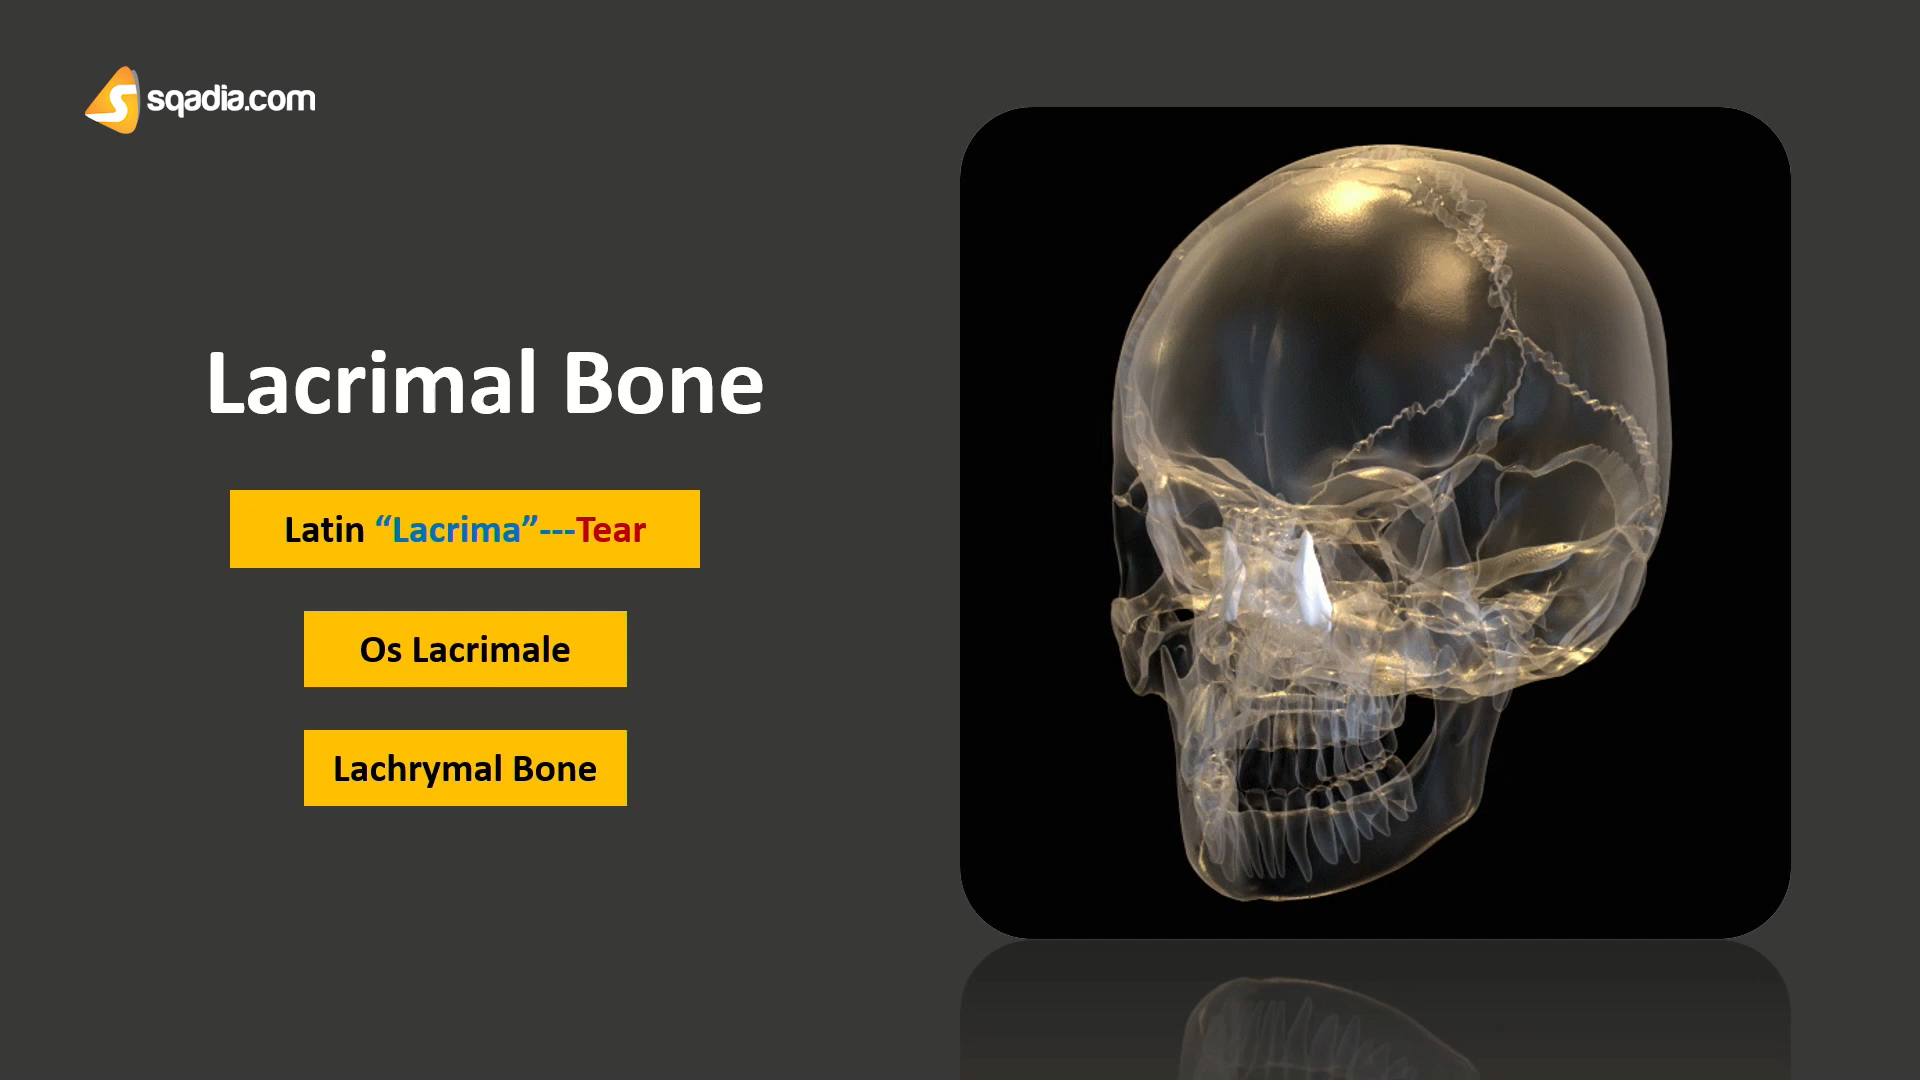 sqadia.com
Lacrimal Bone
Latin “Lacrima”---Tear
Os Lacrimale
Lachrymal Bone